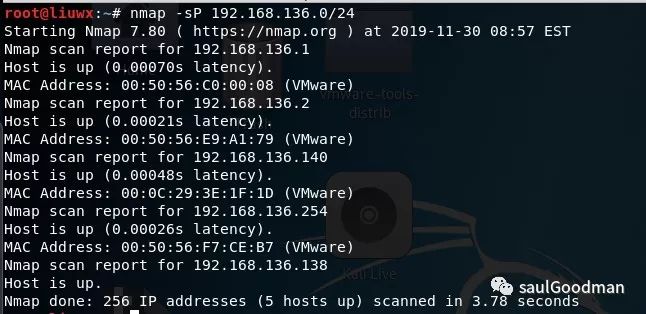 root@liuwx:~# nmap -sP 192.168.136.0/24
Starting Nmap 7.80 ( https://nmap.org ) at 2019-11-30 08:57 EST
Nmap scan report for 192.168.136.1
Host is up (0.00070s latency).
MAC Address: 00:50:56:C0:00:08 (VMware)
Nmap scan report for 192.168.136.2
Host is up (0.00021s latency).
MAC Address: 00:50:56:E9:A1:79 (VMware)
Nmap scan report for 192.168.136.140
Host is up (0.00048s latency).
MAC Address: 00:0C:29:3E:1F:1D (VMware)
Nmap scan report for 192.168.136.254
Host is up (0.00026s latency).
MAC Address: 00:50:56:F7:CE:B7 (VMware)
Nmap scan report for 192.168.136.138
Host is up.
Nmap done: 256 IP addresses (5 hosts up) scanned in 3.78 seconds
vmware-tools-
distrib
Kali Live
saulGoodman